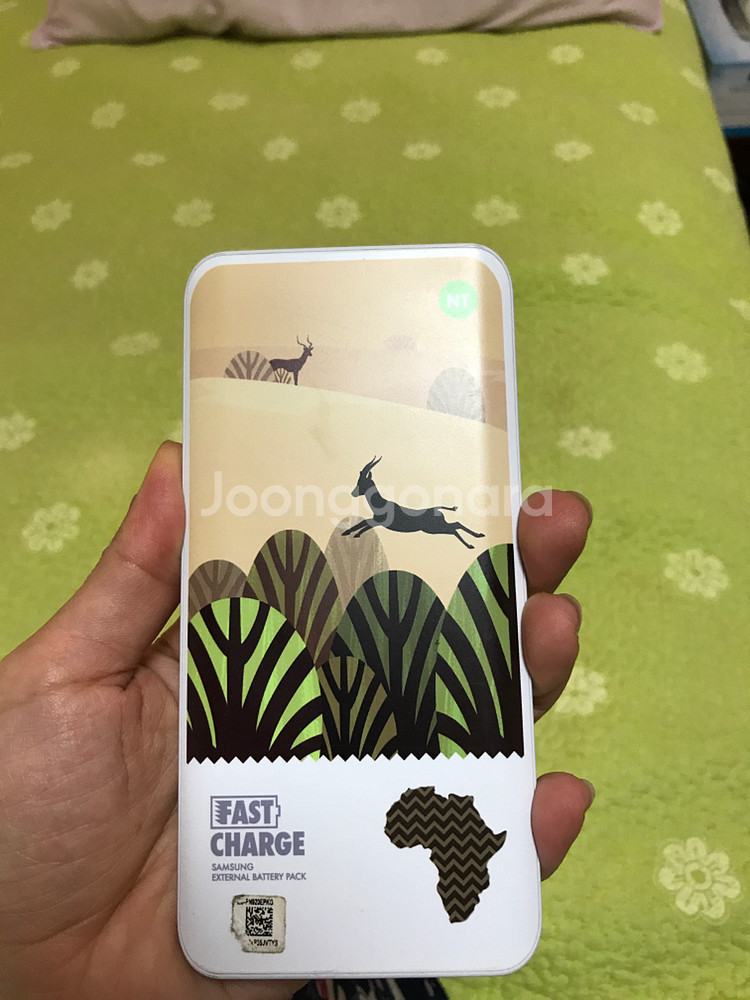 NT
Joonggonara
FAST
CHARGE
SAMSUNG
EXTERNAL BATTERY PACK